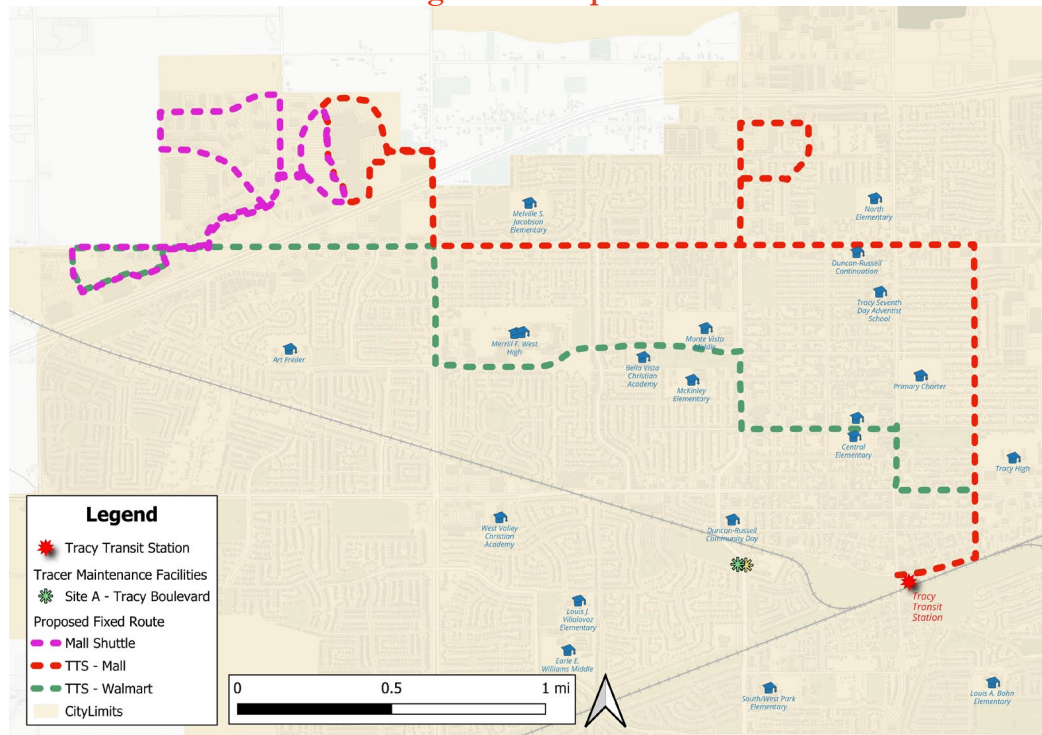 Melville S.
Jacobson
Elementary
North
Elementary
Duncan-Russell
Continuation
Tracy Seventh
Day Adventist
School
Art Freiler
Merrill F. West
High
Monte Vista
Middle
Bella Vista
Christian
Academy
McKinley
Elementary
Primary Charter
Central
Elementary
Tracy High
West Valley
Christian
Academy
Duncan-Russell
Community Day
Louis J.
Villalovoz
Elementary
Earle E.
Williams Middle
Tracy
Transit
Station
South/West Park
Elementary
Louis A. Bohn
Elementary
Legend
Tracy Transit Station
Tracer Maintenance Facilities
Site A - Tracy Boulevard
Proposed Fixed Route
Mall Shuttle
TTS - Mall
TTS - Walmart
CityLimits
0 0.5 1 mi